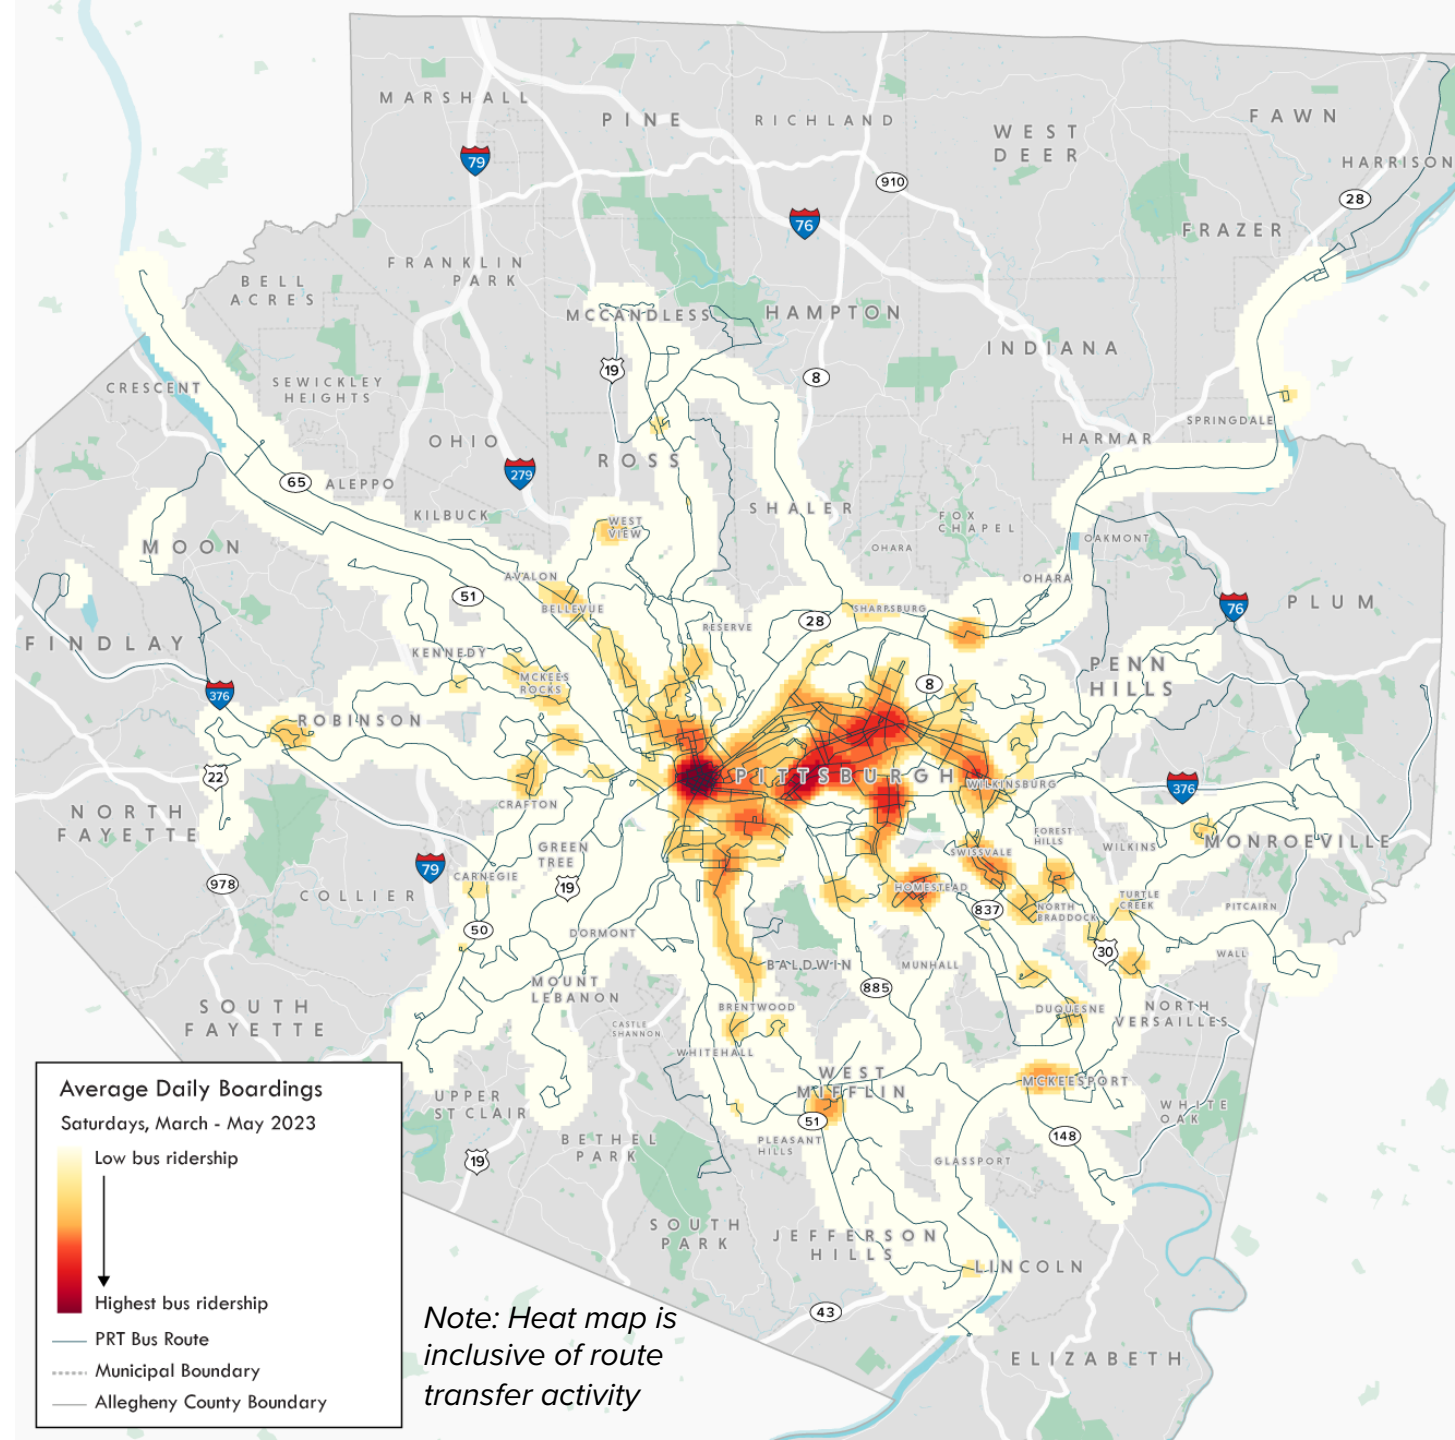 MARSHALL
PINE
RICHLAND
WEST
DEER
FAWN
HARRISON
79
910
28
76
FRAZER
FRANKLIN
PARK
BELL
ACRES
MCCANDLESS
HAMPTON
INDIANA
19
8
CRESCENT
SEWICKLEY
HEIGHTS
OHIO
ROSS
HARMAR
SPRINGDALE
65
ALEPPO
279
KILBUCK
WEST
VIEW
SHALER
FOX
CHAPEL
OHARA
OAKMONT
MOON
AVALON
51
BELLEVUE
OHARA
SHARPSBURG
28
RESERVE
76
PLUM
FINDLAY
KENNEDY
MCKEES
ROCKS
8
PENN
HILLS
376
ROBINSON
22
PITTSBURGH
WILKINSBURG
376
NORTH
FAYETTE
CRAFTON
GREEN
TREE
FOREST
HILLS
WILKINS
MONROEVILLE
SWISSVALE
79
CARNEGIE
978
COLLIER
19
HOMESTEAD
837
NORTH
BRADDOCK
TURTLE
CREEK
PITCAIRN
50
DORMONT
30
WALL
BALDWIN
MUNHALL
MOUNT
LEBANON
885
SOUTH
FAYETTE
BRENTWOOD
DUQUESNE
NORTH
VERSAILLES
CASTLE
SHANNON
WHITEHALL
WEST
MIFFLIN
MCKEESPORT
UPPER
ST CLAIR
51
WHITE
OAK
148
BETHEL
PARK
PLEASANT
HILLS
19
GLASSPORT
SOUTH
PARK
JEFFERSON
HILLS
LINCOLN
43
ELIZABETH
Average Daily Boardings
Saturdays, March - May 2023
Low bus ridership
Highest bus ridership
PRT Bus Route
Municipal Boundary
Allegheny County Boundary
Note: Heat map is
inclusive of route
transfer activity